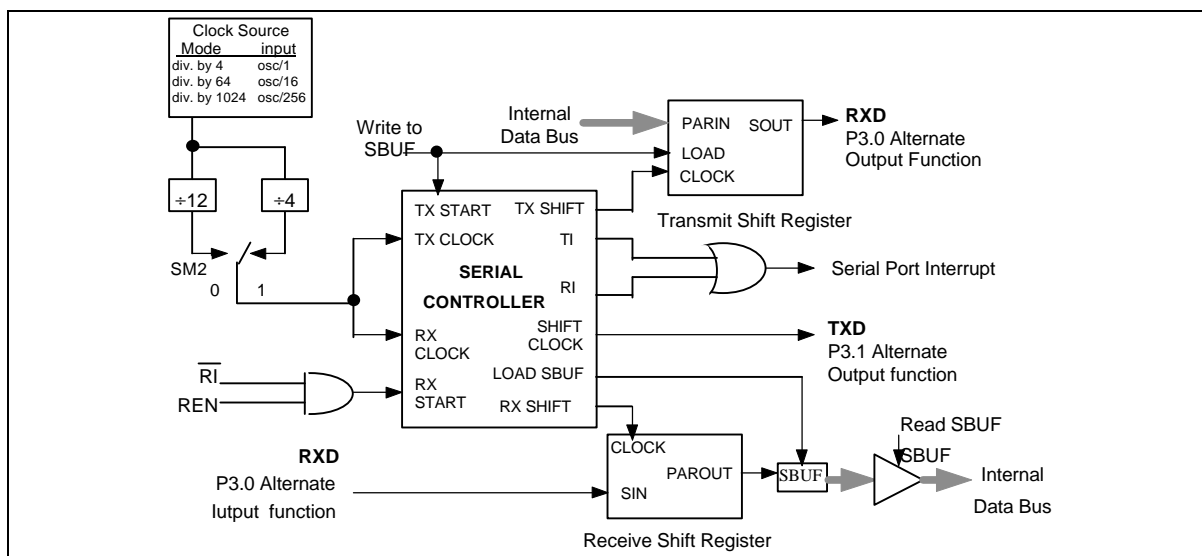 Clock Source
Mode input
div. by 4 osc/1
div. by 64 osc/16
div. by 1024 osc/256
÷12
÷4
SM2
0 1
Write to
SBUF
Internal
Data Bus
PARIN SOUT
LOAD
CLOCK
RXD
P3.0 Alternate
Output Function
Transmit Shift Register
TX START TX SHIFT
TX CLOCK TI
SERIAL
CONTROLLER
RI
RX
CLOCK
SHIFT
CLOCK
LOAD SBUF
RX
START
RX SHIFT
Serial Port Interrupt
TXD
P3.1 Alternate
Output function
RI
REN
RXD
P3.0 Alternate
Iutput function
CLOCK
PAROUT
SIN
Receive Shift Register
SBUF
Read SBUF
SBUF
Internal
Data Bus